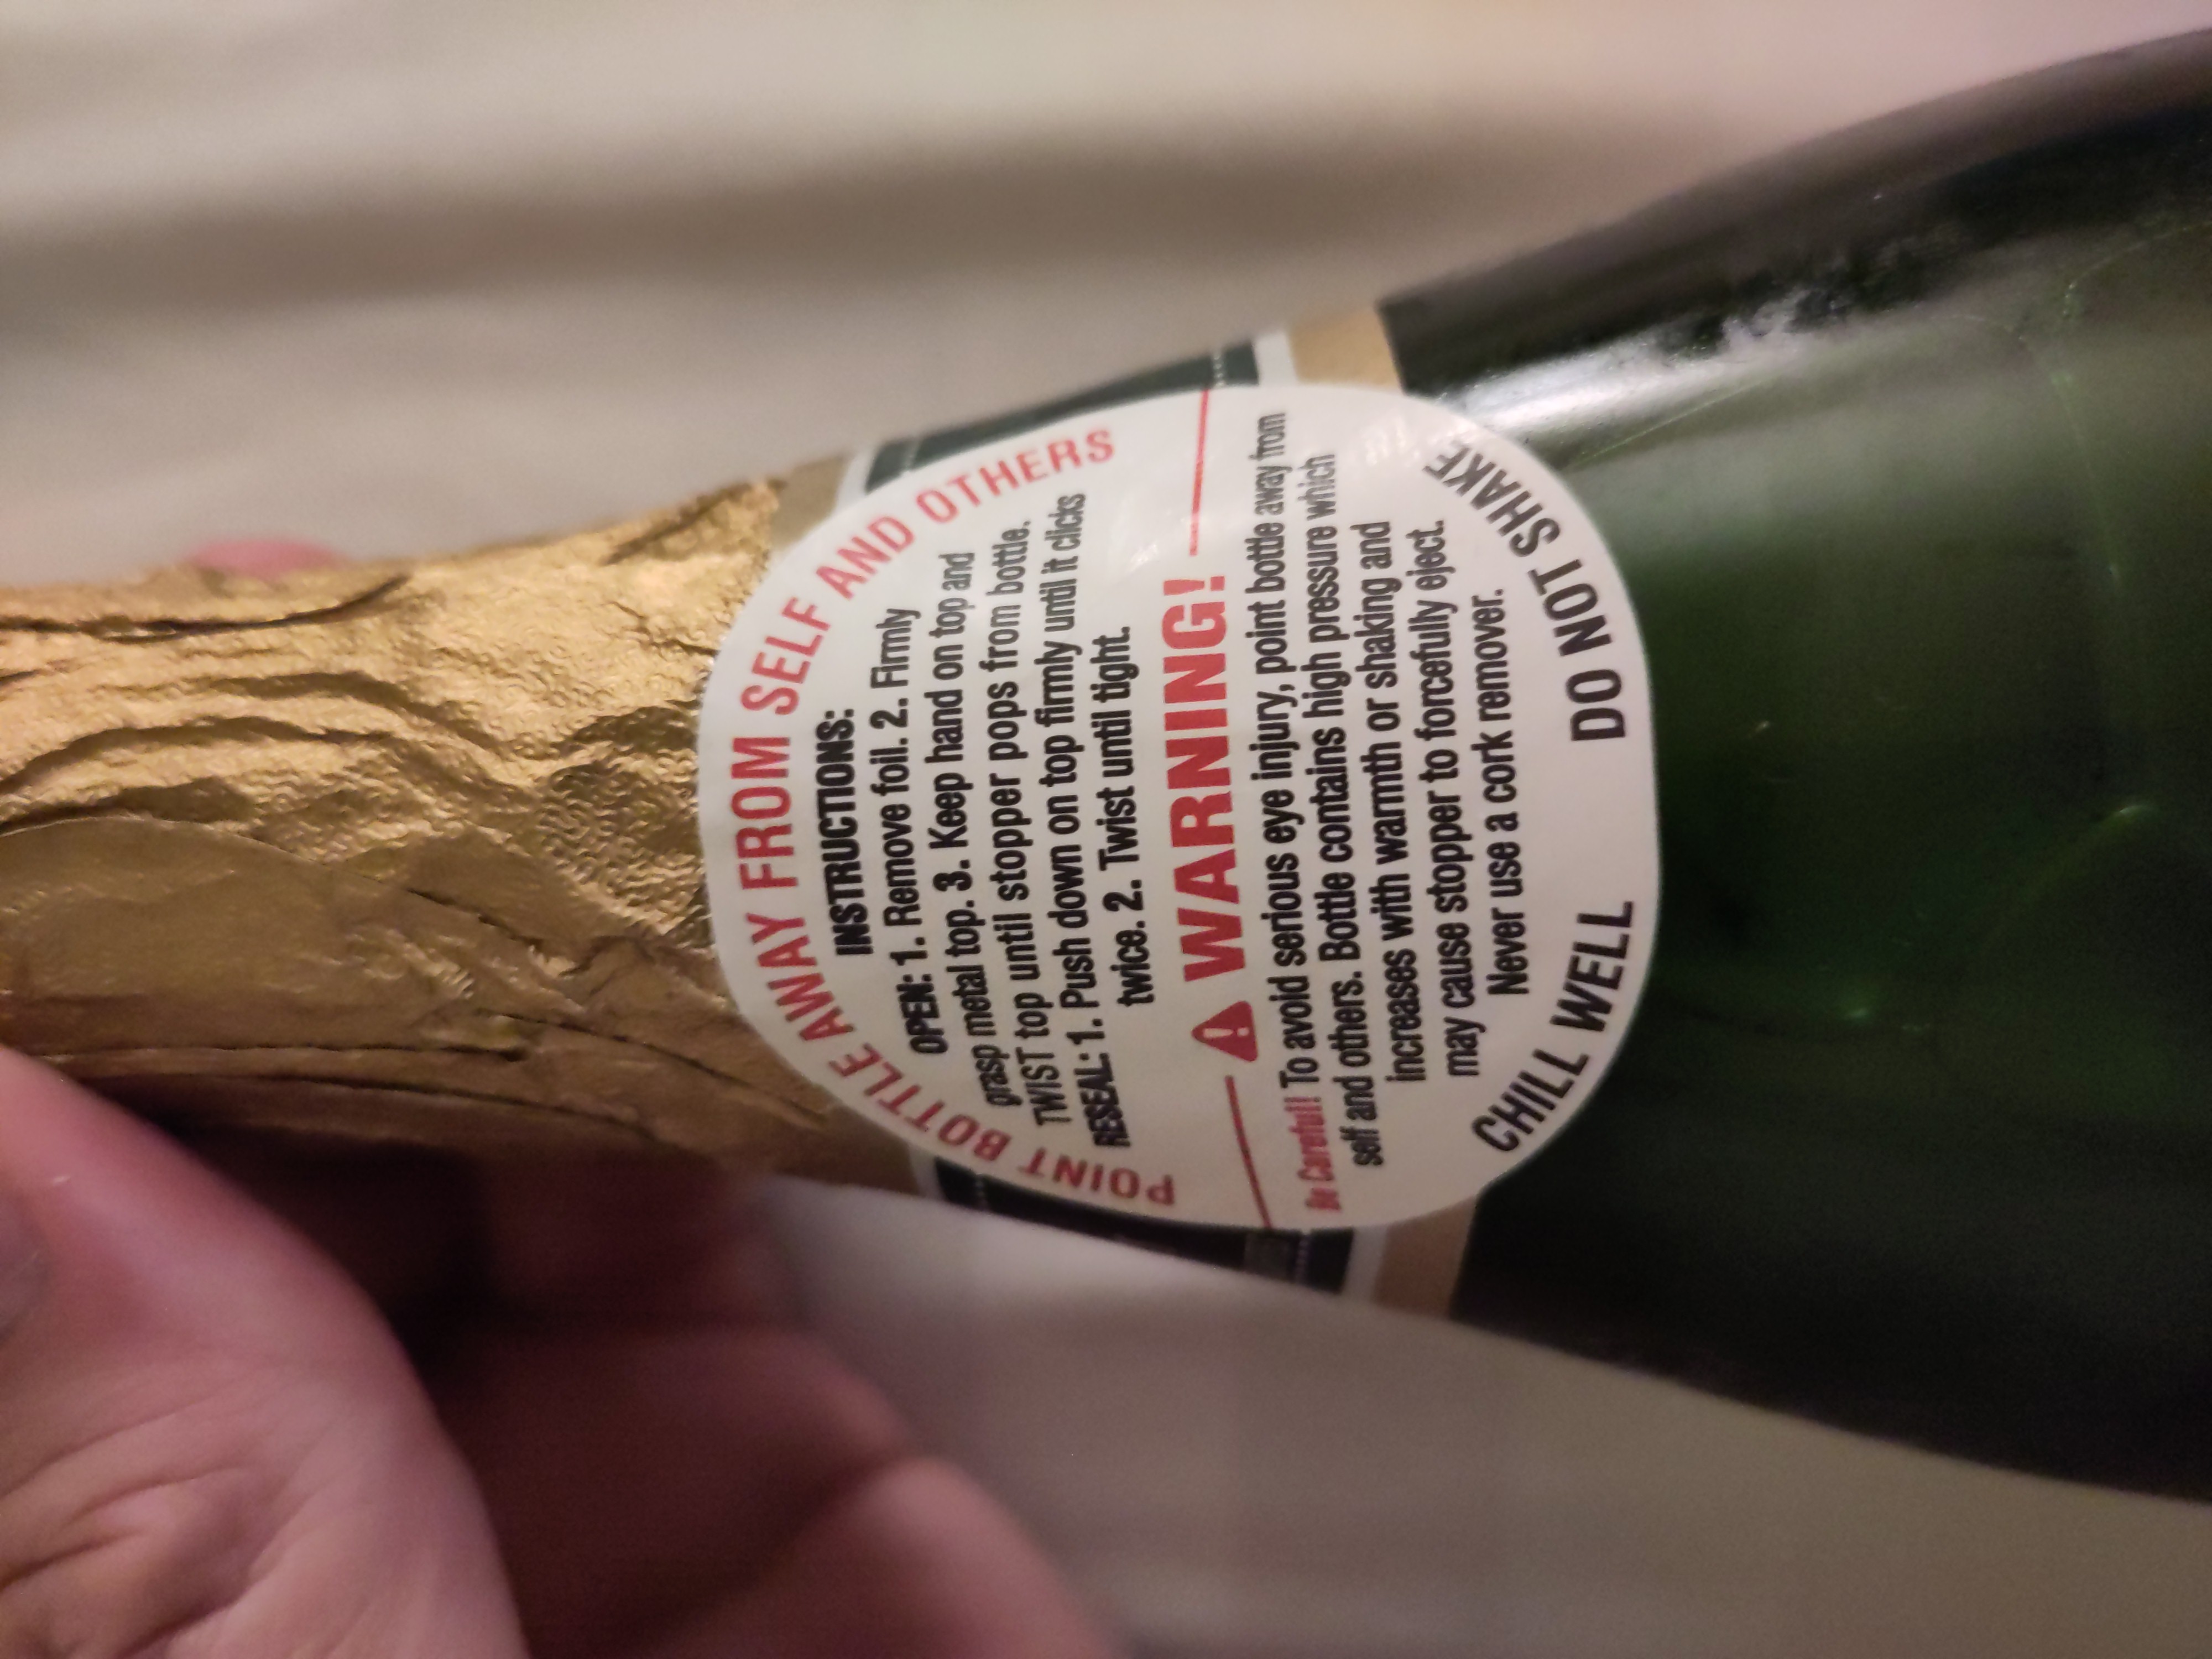 POINT BOTTLE AWAY FROM SELF AND OTHERS
INSTRUCTIONS:
OPEN: 1. Remove foil. 2. Firmly
grasp metal top. 3. Keep hand on top and
TWIST top until stopper pops from bottle.
RESEAL: 1. Push down on top firmly until it clicks
twice. 2. Twist until tight.
WARNING!
Be Careful! To avoid serious eye injury, point bottle away from
self and others. Bottle contains high pressure which
increases with warmth or shaking and
may cause stopper to forcefully eject.
Never use a cork remover.
CHILL WELL DO NOT SHAKE